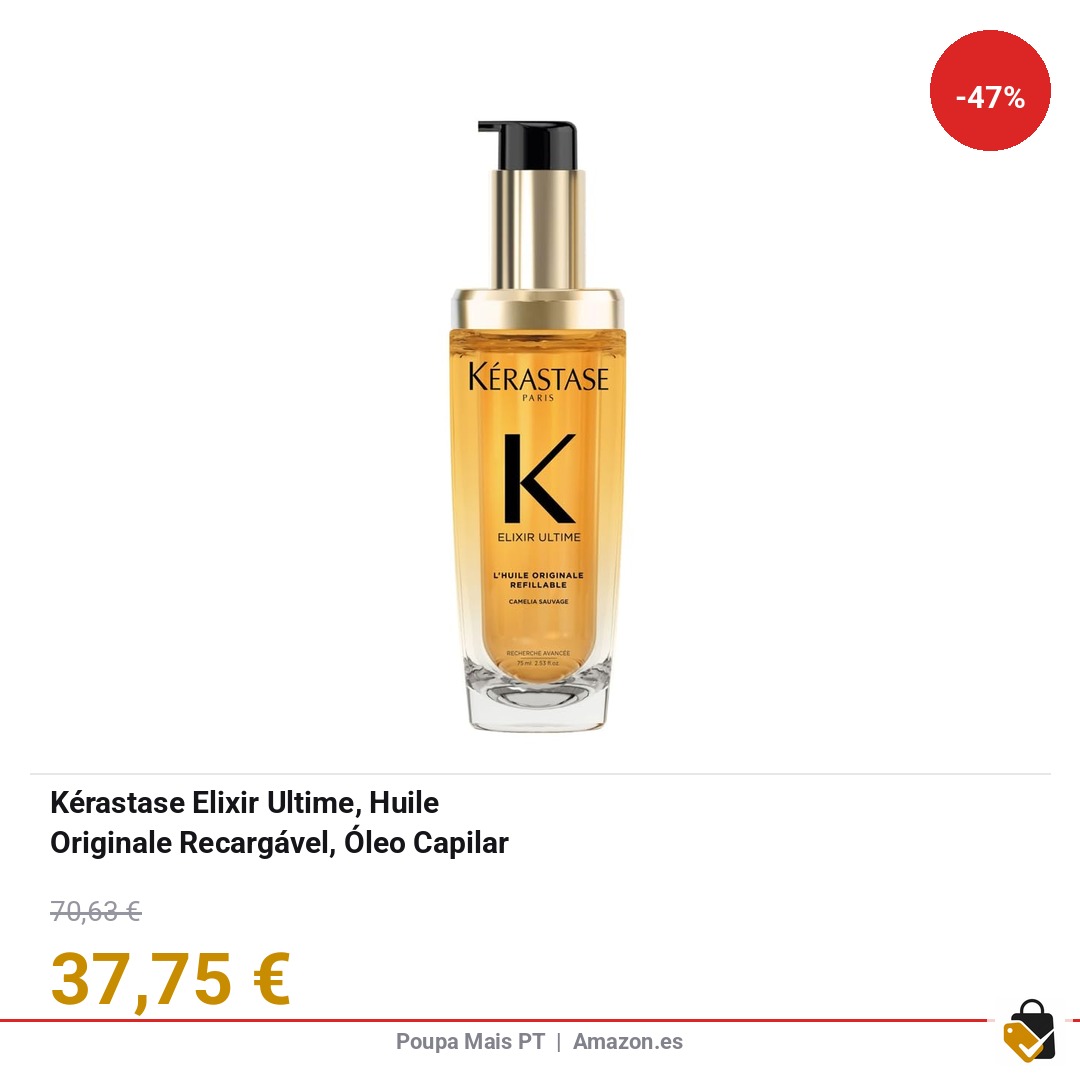 -47%
KÉRASTASE
PARIS
K
ELIXIR ULTIME
L'HUILE ORIGINALE
REFILLABLE
CAMELIA SAUVAGE
RECHERCHE AVANCÉE
75 ml 2.53 fl.oz
Kérastase Elixir Ultime, Huile
Originale Recargável, Óleo Capilar
70,63 €
37,75 €
Poupa Mais PT | Amazon.es